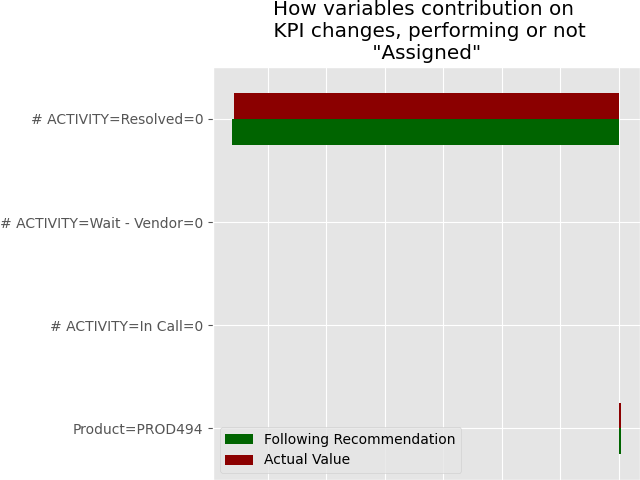 How variables contribution on
KPI changes, performing or not
"Assigned"
# ACTIVITY=Resolved=0
# ACTIVITY=Wait - Vendor=0
# ACTIVITY=In Call=0
Product=PROD494
Following Recommendation
Actual Value